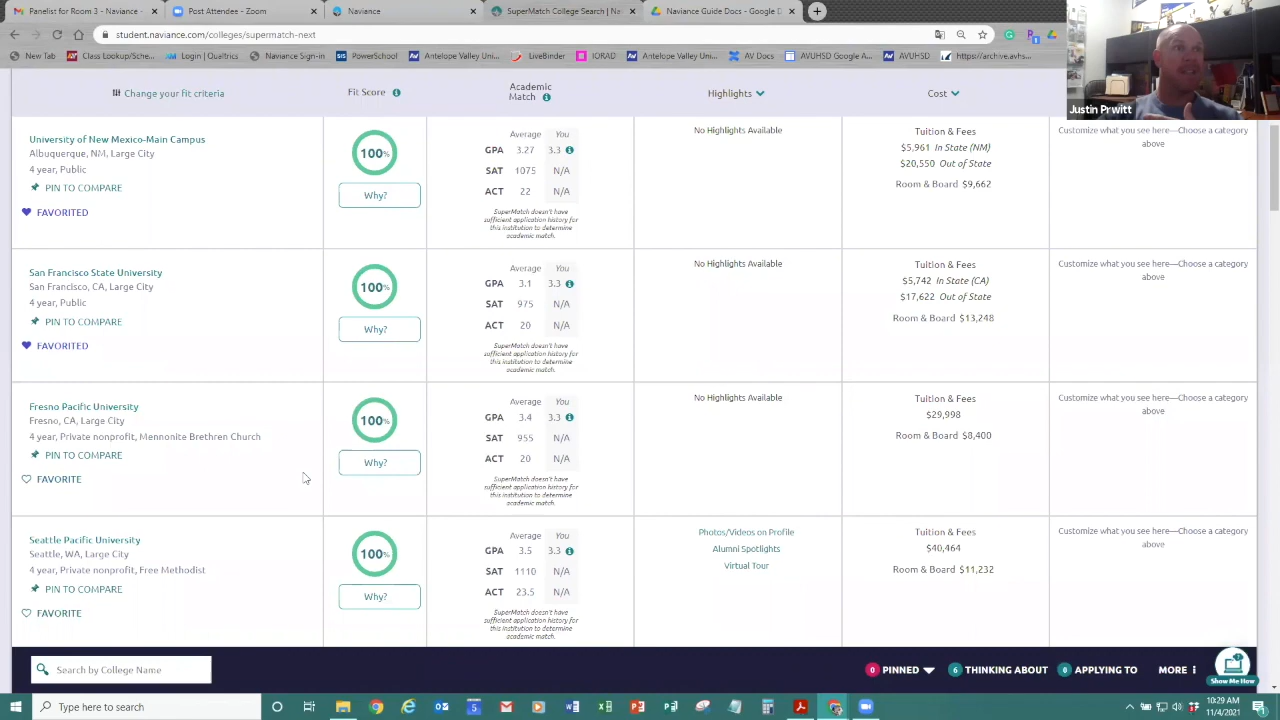 Panelist for Room 3 - Wednesday
Post Attendee - Zoom
Naviance
SuperMatch College Search | Na
Naviance Guide Docs - Google D
student.naviance.com/colleges/supermatch-next
New Tab
Class Lookup/Sched
Login | Qualtrics
Naviance - Welcom
PowerSchool
Antelope Valley Uni
LiveBinder
IORAD
Antelope Valley Uni
AV Docs
AVUHSD Google A
AVUHSD
https://archive.avhs
Justin Prwitt
Change your fit criteria
Fit Score
Academic
Match
Highlights
Cost
University of New Mexico-Main Campus
Albuquerque, NM, Large City
4 year, Public
PIN TO COMPARE
FAVORITED
100%
Why?
Average You
GPA 3.27 3.3
SAT 1075 N/A
ACT 22 N/A
SuperMatch doesn't have
sufficient application history for
this institution to determine
academic match.
No Highlights Available
Tuition & Fees
$5,961 In State (NM)
$20,550 Out of State
Room & Board $9,662
Customize what you see here—Choose a category
above
San Francisco State University
San Francisco, CA, Large City
4 year, Public
PIN TO COMPARE
FAVORITED
100%
Why?
Average You
GPA 3.1 3.3
SAT 975 N/A
ACT 20 N/A
SuperMatch doesn't have
sufficient application history for
this institution to determine
academic match.
No Highlights Available
Tuition & Fees
$5,742 In State (CA)
$17,622 Out of State
Room & Board $13,248
Customize what you see here—Choose a category
above
Fresno Pacific University
Fresno, CA, Large City
4 year, Private nonprofit, Mennonite Brethren Church
PIN TO COMPARE
FAVORITE
100%
Why?
Average You
GPA 3.4 3.3
SAT 955 N/A
ACT 20 N/A
SuperMatch doesn't have
sufficient application history for
this institution to determine
academic match.
No Highlights Available
Tuition & Fees
$29,998
Room & Board $8,400
Customize what you see here—Choose a category
above
Seattle Pacific University
Seattle, WA, Large City
4 year, Private nonprofit, Free Methodist
PIN TO COMPARE
FAVORITE
100%
Why?
Average You
GPA 3.5 3.3
SAT 1110 N/A
ACT 23.5 N/A
SuperMatch doesn't have
sufficient application history for
this institution to determine
academic match.
Photos/Videos on Profile
Alumni Spotlights
Virtual Tour
Tuition & Fees
$40,464
Room & Board $11,232
Customize what you see here—Choose a category
above
Search by College Name
0 PINNED
6 THINKING ABOUT
0 APPLYING TO
MORE
Show Me How
Type here to search
10:29 AM
11/4/2021